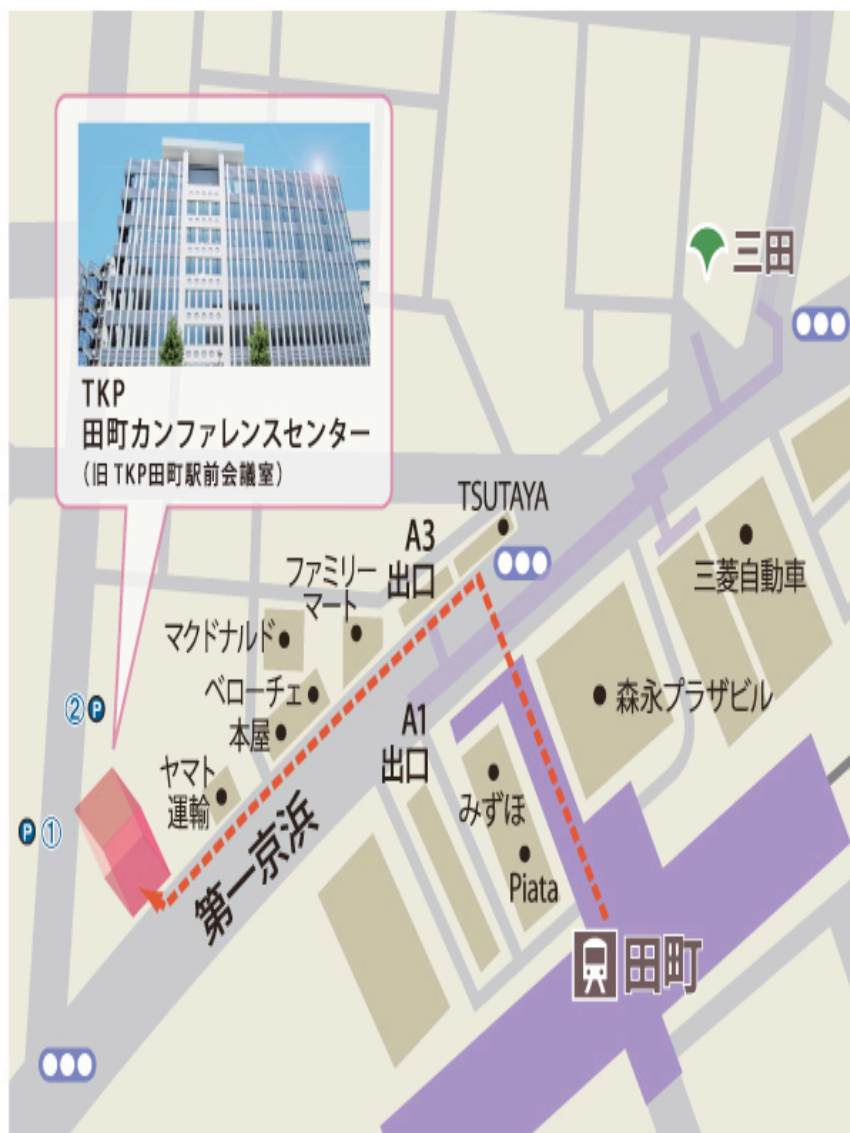 TKP
田町カンファレンスセンター
（旧 TKP田町駅前会議室）
三田
TSUTAYA
A3
出口
ファミリー
マート
三菱自動車
マクドナルド
ベローチェ
本屋
森永プラザビル
② P
A1
出口
ヤマト
運輸
みずほ
P ①
Piata
第一京浜
田町